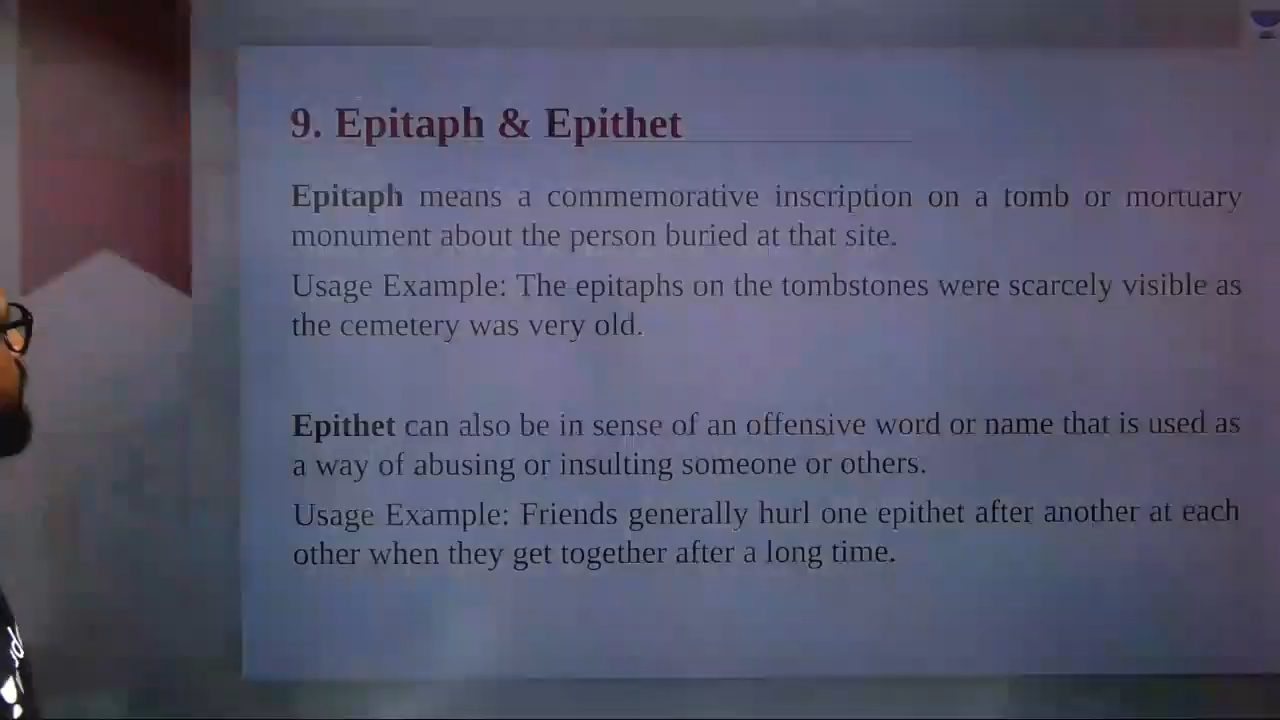 9. Epitaph & Epithet
Epitaph means a commemorative inscription on a tomb or mortuary
monument about the person buried at that site.
Usage Example: The epitaphs on the tombstones were scarcely visible as
the cemetery was very old.
Epithet can also be in sense of an offensive word or name that is used as
a way of abusing or insulting someone or others.
Usage Example: Friends generally hurl one epithet after another at each
other when they get together after a long time.